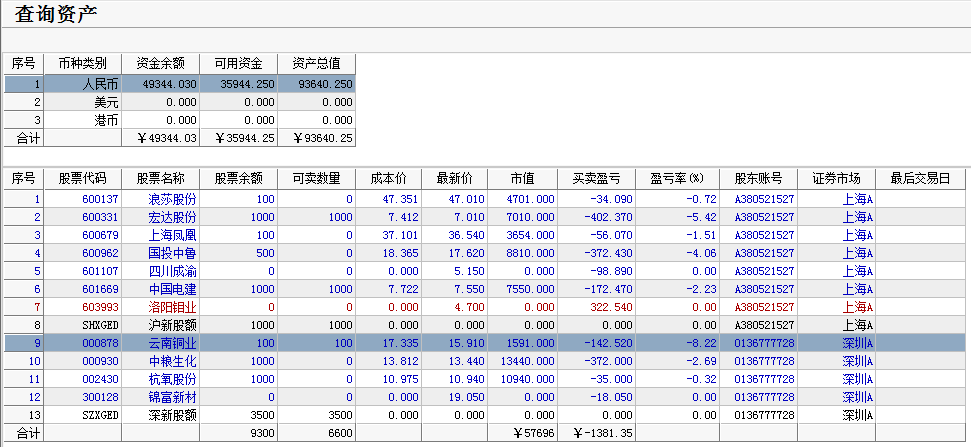 查询资产
序号 币种类别 资金余额 可用资金 资产总值
1 人民币 49344.030 35944.250 93640.250
2 美元 0.000 0.000 0.000
3 港币 0.000 0.000 0.000
合计 ￥49344.03 ￥35944.25 ￥93640.25
序号 股票代码 股票名称 股票余额 可卖数量 成本价 最新价 市值 买卖盈亏 盈亏率(%) 股东账号 证券市场 最后交易日
1 600137 浪莎股份 100 0 47.351 47.010 4701.000 -34.090 -0.72 A380521527 上海A
2 600331 宏达股份 1000 1000 7.412 7.010 7010.000 -402.370 -5.42 A380521527 上海A
3 600679 上海凤凰 100 0 37.101 36.540 3654.000 -56.070 -1.51 A380521527 上海A
4 600962 国投中鲁 500 0 18.365 17.620 8810.000 -372.430 -4.06 A380521527 上海A
5 601107 四川成渝 0 0 0.000 5.150 0.000 -98.890 0.00 A380521527 上海A
6 601669 中国电建 1000 1000 7.722 7.550 7550.000 -172.470 -2.23 A380521527 上海A
7 603993 洛阳钼业 0 0 0.000 4.700 0.000 322.540 0.00 A380521527 上海A
8 SHXGED 沪新股额 1000 1000 0.000 0.000 0.000 0.000 0.00 A380521527 上海A
9 000878 云南铜业 100 100 17.335 15.910 1591.000 -142.520 -8.22 0136777728 深圳A
10 000930 中粮生化 1000 0 13.812 13.440 13440.000 -372.000 -2.69 0136777728 深圳A
11 002430 杭氧股份 1000 0 10.975 10.940 10940.000 -35.000 -0.32 0136777728 深圳A
12 300128 锦富新材 0 0 0.000 19.050 0.000 -18.050 0.00 0136777728 深圳A
13 SZXGED 深新股额 3500 3500 0.000 0.000 0.000 0.000 0.00 0136777728 深圳A
合计 9300 6600 ￥57696 ￥-1381.35